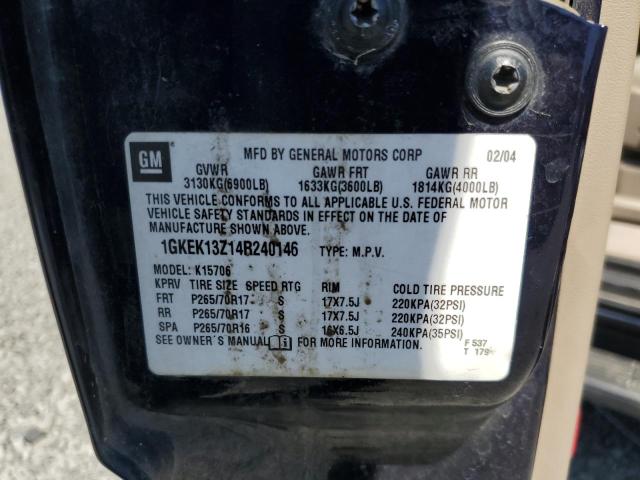 GM
MFD BY GENERAL MOTORS CORP 02/04
GVWR GAWR FRT GAWR RR
3130KG(6900LB) 1633KG(3600LB) 1814KG(4000LB)
THIS VEHICLE CONFORMS TO ALL APPLICABLE U.S. FEDERAL MOTOR
VEHICLE SAFETY STANDARDS IN EFFECT ON THE DATE OF
MANUFACTURE SHOWN ABOVE.
1GKEK13Z14R240146 TYPE: M.P.V.
MODEL: K15706
KPRV TIRE SIZE SPEED RTG RIM COLD TIRE PRESSURE
FRT P265/70R17 S 17X7.5J 220KPA(32PSI)
RR P265/70R17 S 17X7.5J 220KPA(32PSI)
SPA P265/70R16 S 16X6.5J 240KPA(35PSI)
SEE OWNER'S MANUAL FOR MORE INFORMATION.
F 537
T 179